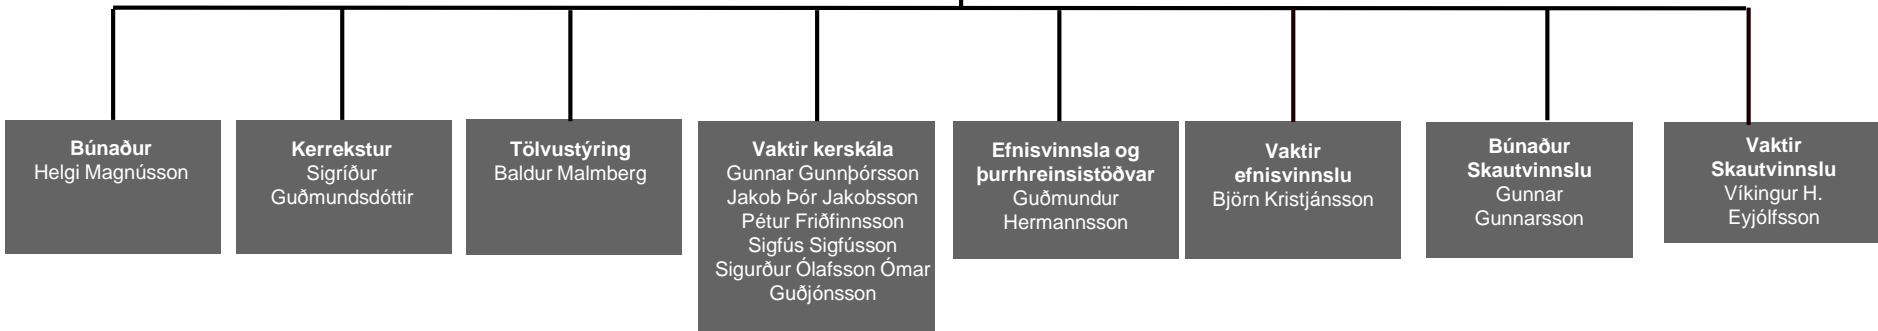 Búnaður
Helgi Magnússon
Kerrekstur
Sigríður
Guðmundsdóttir
Tölvustýring
Baldur Malmberg
Vaktir kerskála
Gunnar Gunnþórsson
Jakob Þór Jakobsson
Pétur Friðfinnsson
Sigfús Sigfússon
Sigurður Ólafsson Ómar
Guðjónsson
Efnisvinnsla og
þurrhreinsistöðvar
Guðmundur
Hermannsson
Vaktir
efnisvinnslu
Björn Kristjánsson
Búnaður
Skautvinnslu
Gunnar
Gunnarsson
Vaktir
Skautvinnslu
Víkingur H.
Eyjólfsson